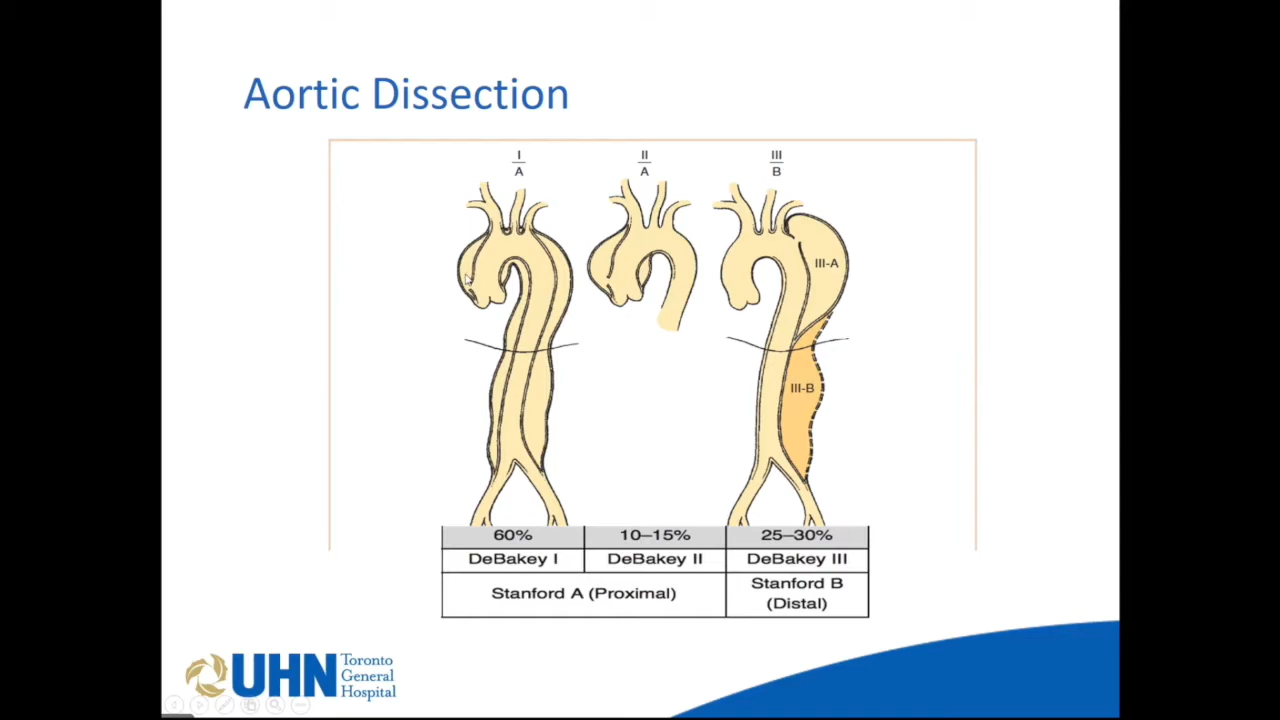 Aortic Dissection
I
A
II
A
III
B
III-A
III-B
60% 10–15% 25–30%
DeBakey I DeBakey II DeBakey III
Stanford A (Proximal) Stanford B
(Distal)
UHN Toronto
General
Hospital